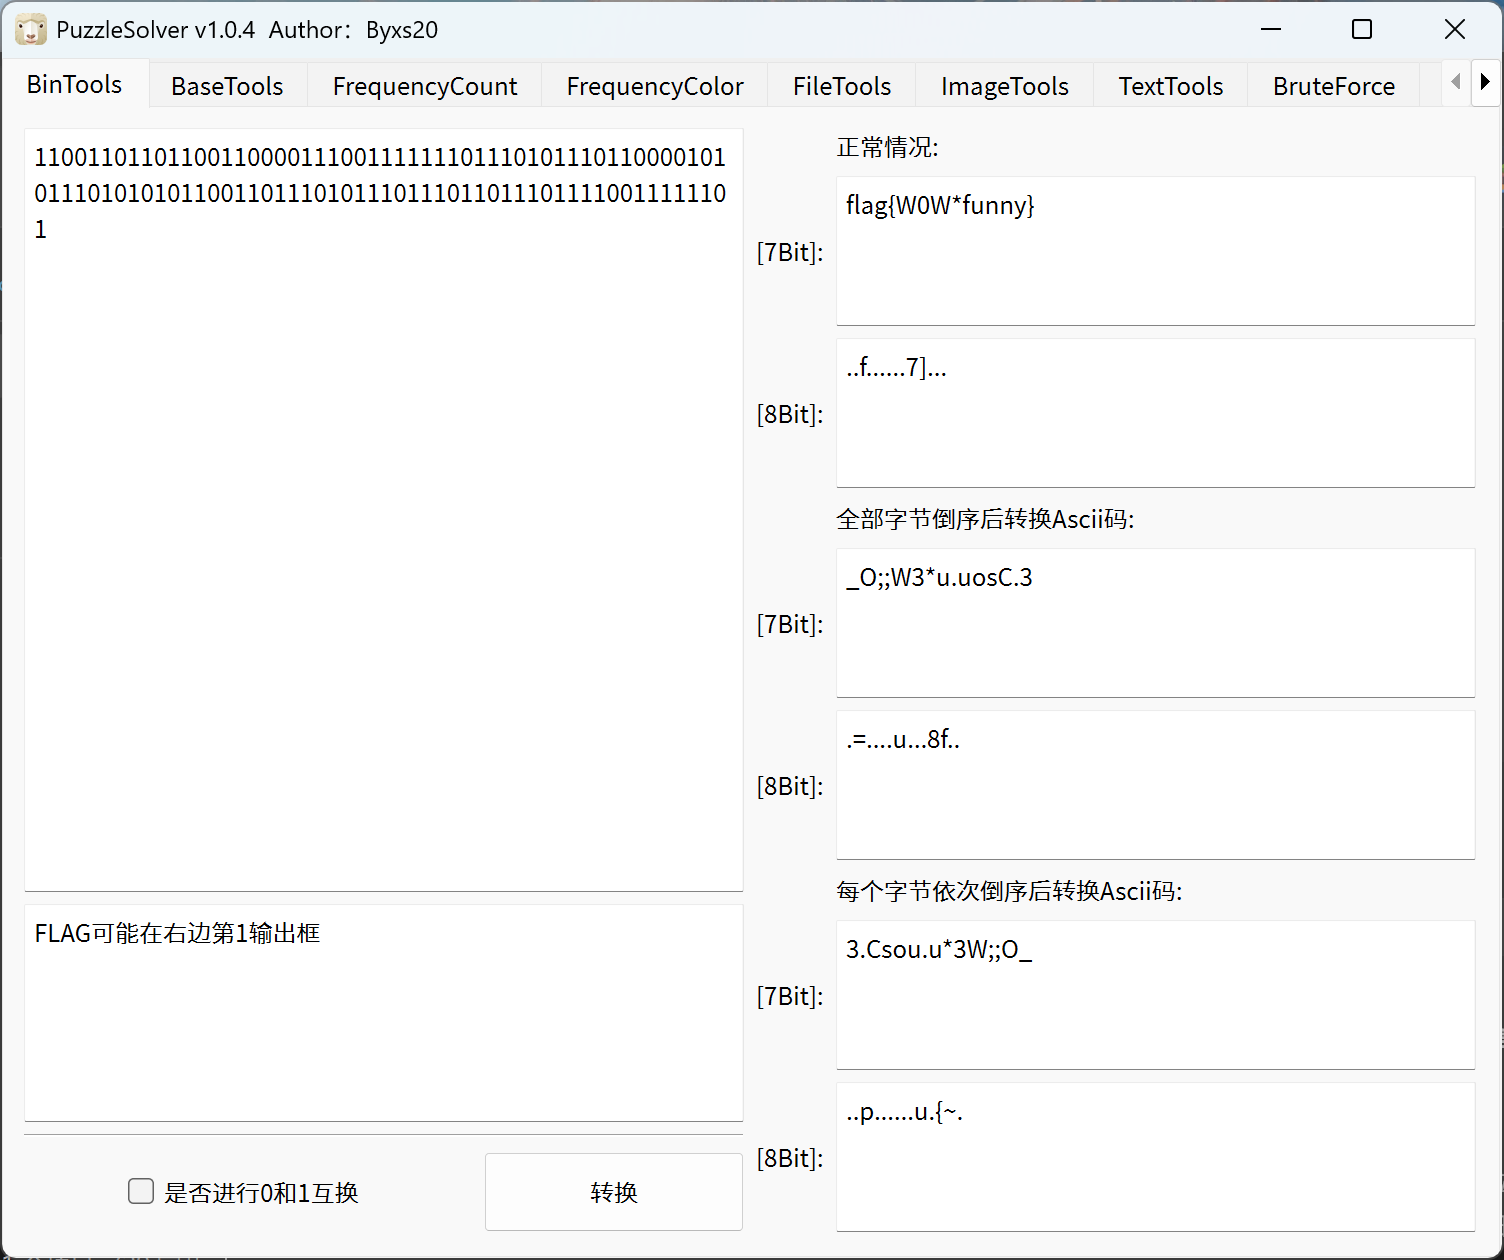 PuzzleSolver v1.0.4 Author：Byxs20
BinTools BaseTools FrequencyCount FrequencyColor FileTools ImageTools TextTools BruteForce
1100110110110011000011100111111101110101110110000101
0111010101011001101110101110111011011101111001111110
1
FLAG可能在右边第1输出框
是否进行0和1互换
转换
正常情况:
[7Bit]:
flag{W0W*funny}
[8Bit]:
..f......7]...
全部字节倒序后转换Ascii码:
[7Bit]:
_O;;W3*u.uosC.3
[8Bit]:
.=....u...8f..
每个字节依次倒序后转换Ascii码:
[7Bit]:
3.Csou.u*3W;;O_
[8Bit]:
..p......u.{~.